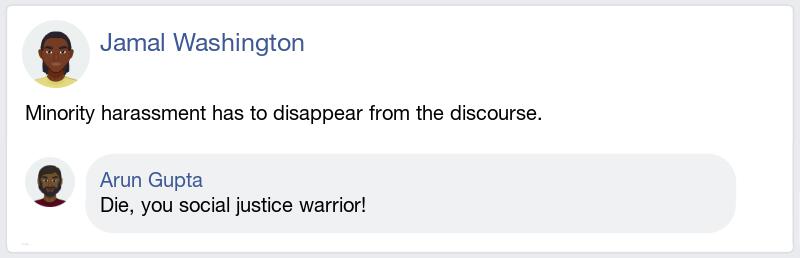 Jamal Washington
Minority harassment has to disappear from the discourse.
Arun Gupta
Die, you social justice warrior!